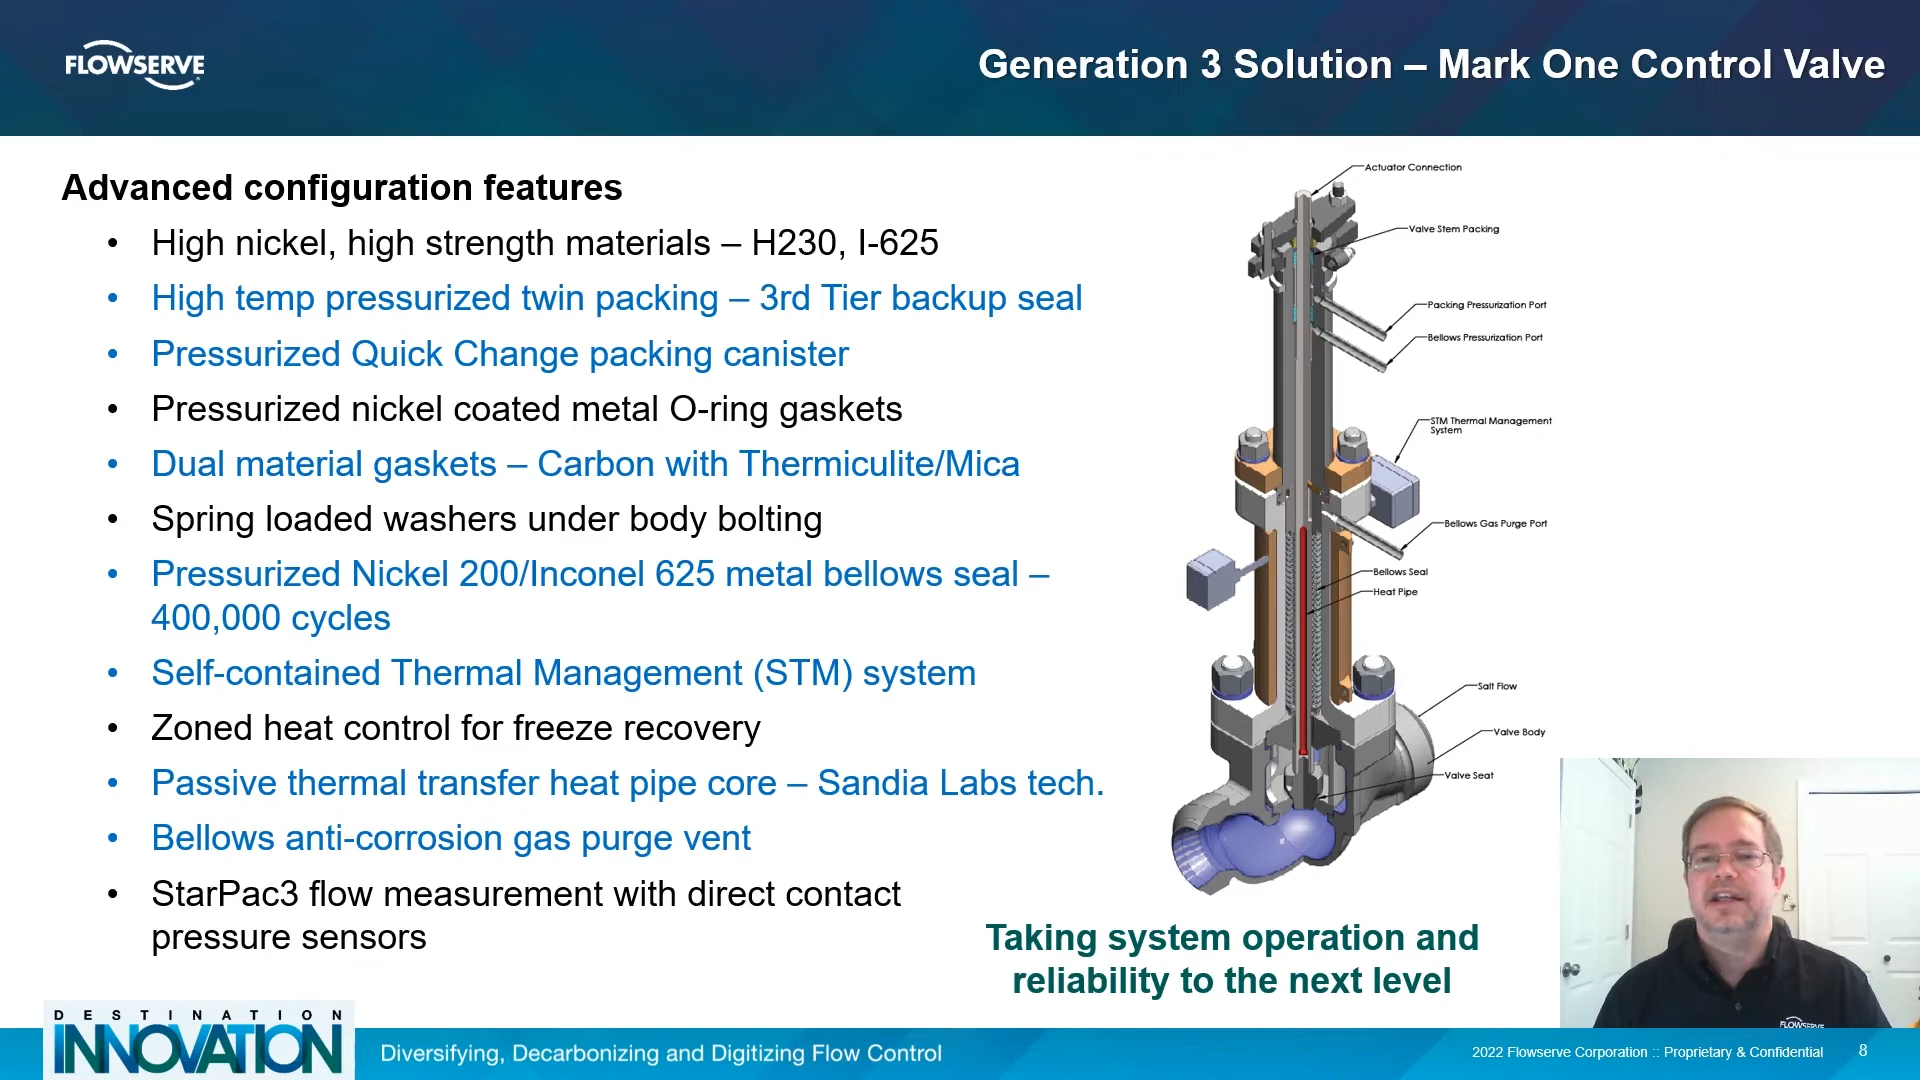 FLOWSERVE
Generation 3 Solution – Mark One Control Valve
Advanced configuration features
• High nickel, high strength materials – H230, I-625
• High temp pressurized twin packing – 3rd Tier backup seal
• Pressurized Quick Change packing canister
• Pressurized nickel coated metal O-ring gaskets
• Dual material gaskets – Carbon with Thermiculite/Mica
• Spring loaded washers under body bolting
• Pressurized Nickel 200/Inconel 625 metal bellows seal –
400,000 cycles
• Self-contained Thermal Management (STM) system
• Zoned heat control for freeze recovery
• Passive thermal transfer heat pipe core – Sandia Labs tech.
• Bellows anti-corrosion gas purge vent
• StarPac3 flow measurement with direct contact
pressure sensors
Actuator Connection
Valve Stem Packing
Packing Pressurization Port
Bellows Pressurization Port
STM Thermal Management
System
Bellows Gas Purge Port
Bellows Seal
Heat Pipe
Salt Flow
Valve Body
Valve Seat
Taking system operation and
reliability to the next level
FLOWSERVE
DESTINATION
INNOVATION
Diversifying, Decarbonizing and Digitizing Flow Control
2022 Flowserve Corporation :: Proprietary & Confidential
8